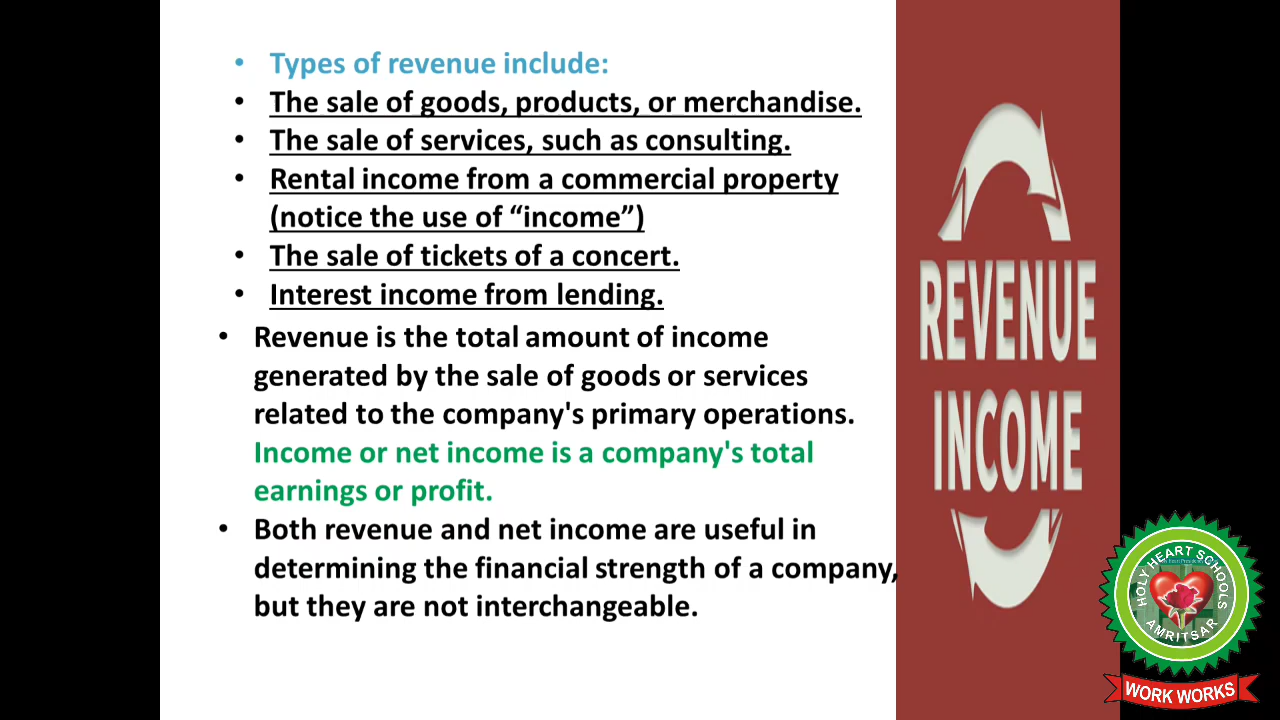 • Types of revenue include:
• The sale of goods, products, or merchandise.
• The sale of services, such as consulting.
• Rental income from a commercial property
(notice the use of “income”)
• The sale of tickets of a concert.
• Interest income from lending.
• Revenue is the total amount of income
generated by the sale of goods or services
related to the company's primary operations.
Income or net income is a company's total
earnings or profit.
• Both revenue and net income are useful in
determining the financial strength of a company,
but they are not interchangeable.
REVENUE
INCOME
HOLY HEART SCHOOLS
AMRITSAR
WORK WORKS